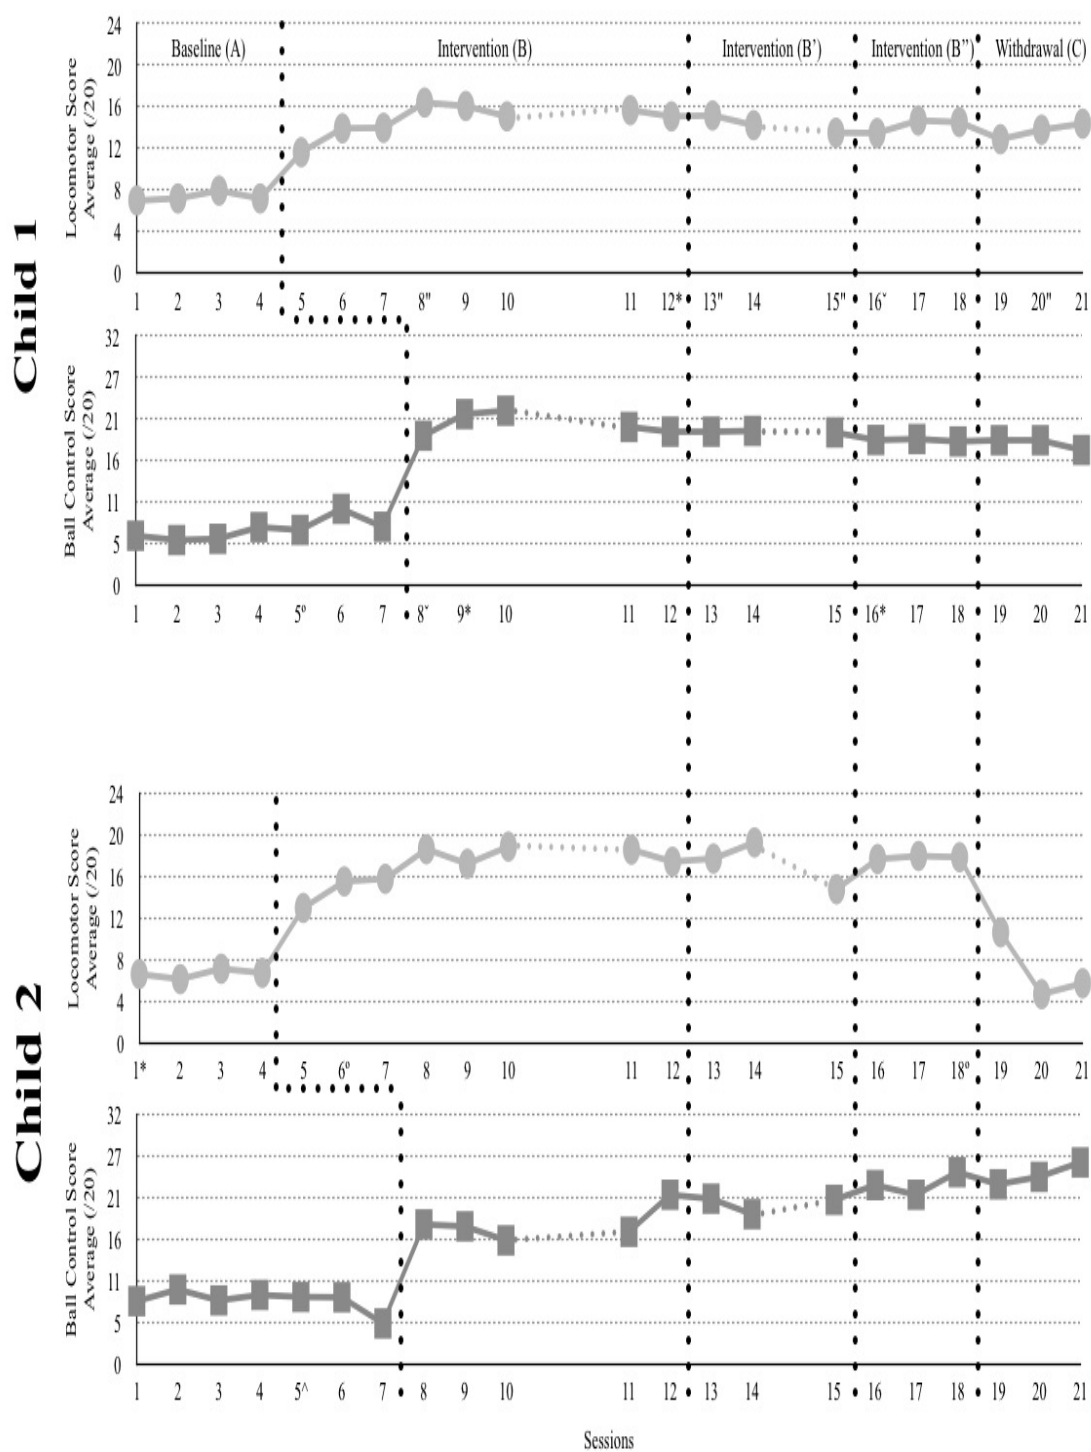 Child 1
Locomotor Score
Average (/20)
24
20
16
12
8
4
0
Baseline (A) Intervention (B) Intervention (B’) Intervention (B’’) Withdrawal (C)
1 2 3 4 5 6 7 8" 9 10 11 12* 13" 14 15" 16ˇ 17 18 19 20" 21
Ball Control Score
Average (/20)
32
27
21
16
11
5
0
1 2 3 4 5º 6 7 8ˇ 9* 10 11 12 13 14 15 16* 17 18 19 20 21
Child 2
Locomotor Score
Average (/20)
24
20
16
12
8
4
0
1* 2 3 4 5 6º 7 8 9 10 11 12 13 14 15 16 17 18º 19 20 21
Ball Control Score
Average (/20)
32
27
21
16
11
5
0
1 2 3 4 5^ 6 7 8 9 10 11 12 13 14 15 16 17 18 19 20 21
Sessions